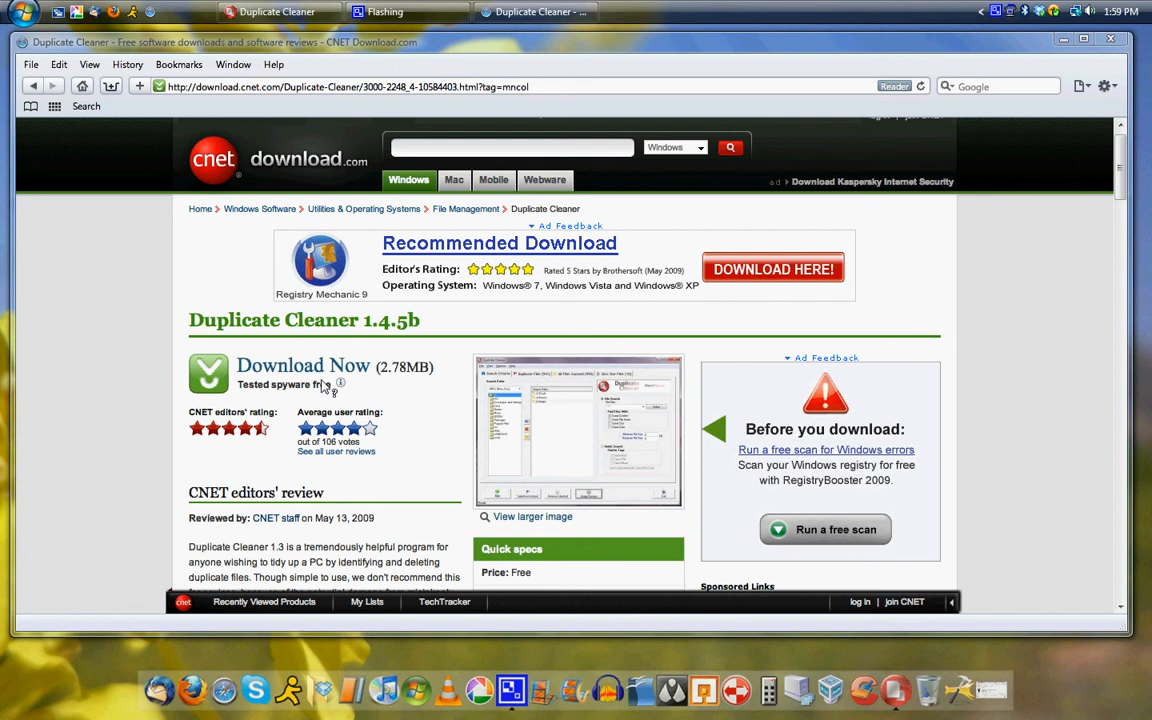 Duplicate Cleaner
Flashing
Duplicate Cleaner - ...
1:59 PM
Duplicate Cleaner - Free software downloads and software reviews - CNET Download.com
File Edit View History Bookmarks Window Help
http://download.cnet.com/Duplicate-Cleaner/3000-2248_4-10584403.html?tag=mncol
Reader
Google
Search
cnet download.com
Windows
Windows Mac Mobile Webware
ad Download Kaspersky Internet Security
Home > Windows Software > Utilities & Operating Systems > File Management > Duplicate Cleaner
Ad Feedback
Recommended Download
Editor's Rating: Rated 5 Stars by Brothersoft (May 2009)
Operating System: Windows® 7, Windows Vista and Windows® XP
Registry Mechanic 9
DOWNLOAD HERE!
Duplicate Cleaner 1.4.5b
Download Now (2.78MB)
Tested spyware free
CNET editors' rating:
Average user rating:
out of 106 votes
See all user reviews
CNET editors' review
Reviewed by: CNET staff on May 13, 2009
Duplicate Cleaner 1.3 is a tremendously helpful program for
anyone wishing to tidy up a PC by identifying and deleting
duplicate files. Though simple to use, we don't recommend this
View larger image
Quick specs
Price: Free
Ad Feedback
Before you download:
Run a free scan for Windows errors
Scan your Windows registry for free
with RegistryBooster 2009.
Run a free scan
Sponsored Links
cnet Recently Viewed Products My Lists TechTracker log in | join CNET